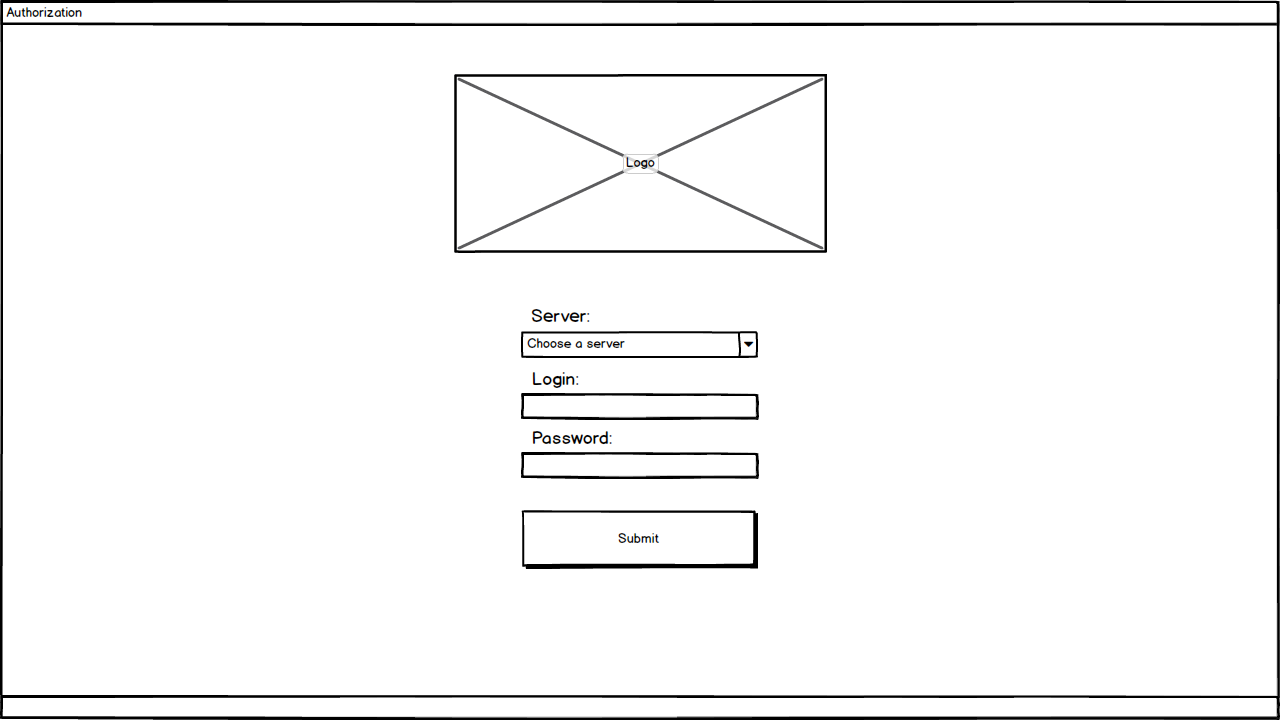 Authorization
Logo
Server:
Choose a server
Login:
Password:
Submit